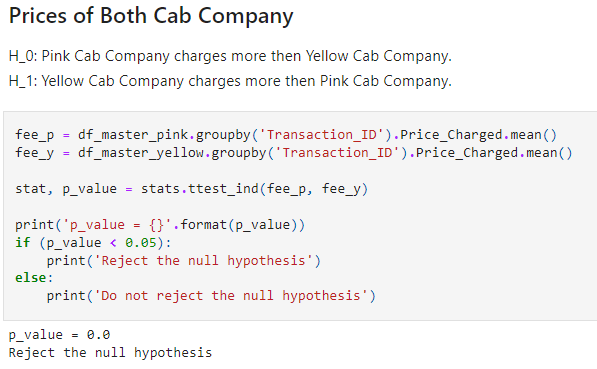 Prices of Both Cab Company
H_0: Pink Cab Company charges more then Yellow Cab Company.
H_1: Yellow Cab Company charges more then Pink Cab Company.
fee_p = df_master_pink.groupby('Transaction_ID').Price_Charged.mean()
fee_y = df_master_yellow.groupby('Transaction_ID').Price_Charged.mean()
stat, p_value = stats.ttest_ind(fee_p, fee_y)
print('p_value = {}'.format(p_value))
if (p_value < 0.05):
    print('Reject the null hypothesis')
else:
    print('Do not reject the null hypothesis')
p_value = 0.0
Reject the null hypothesis